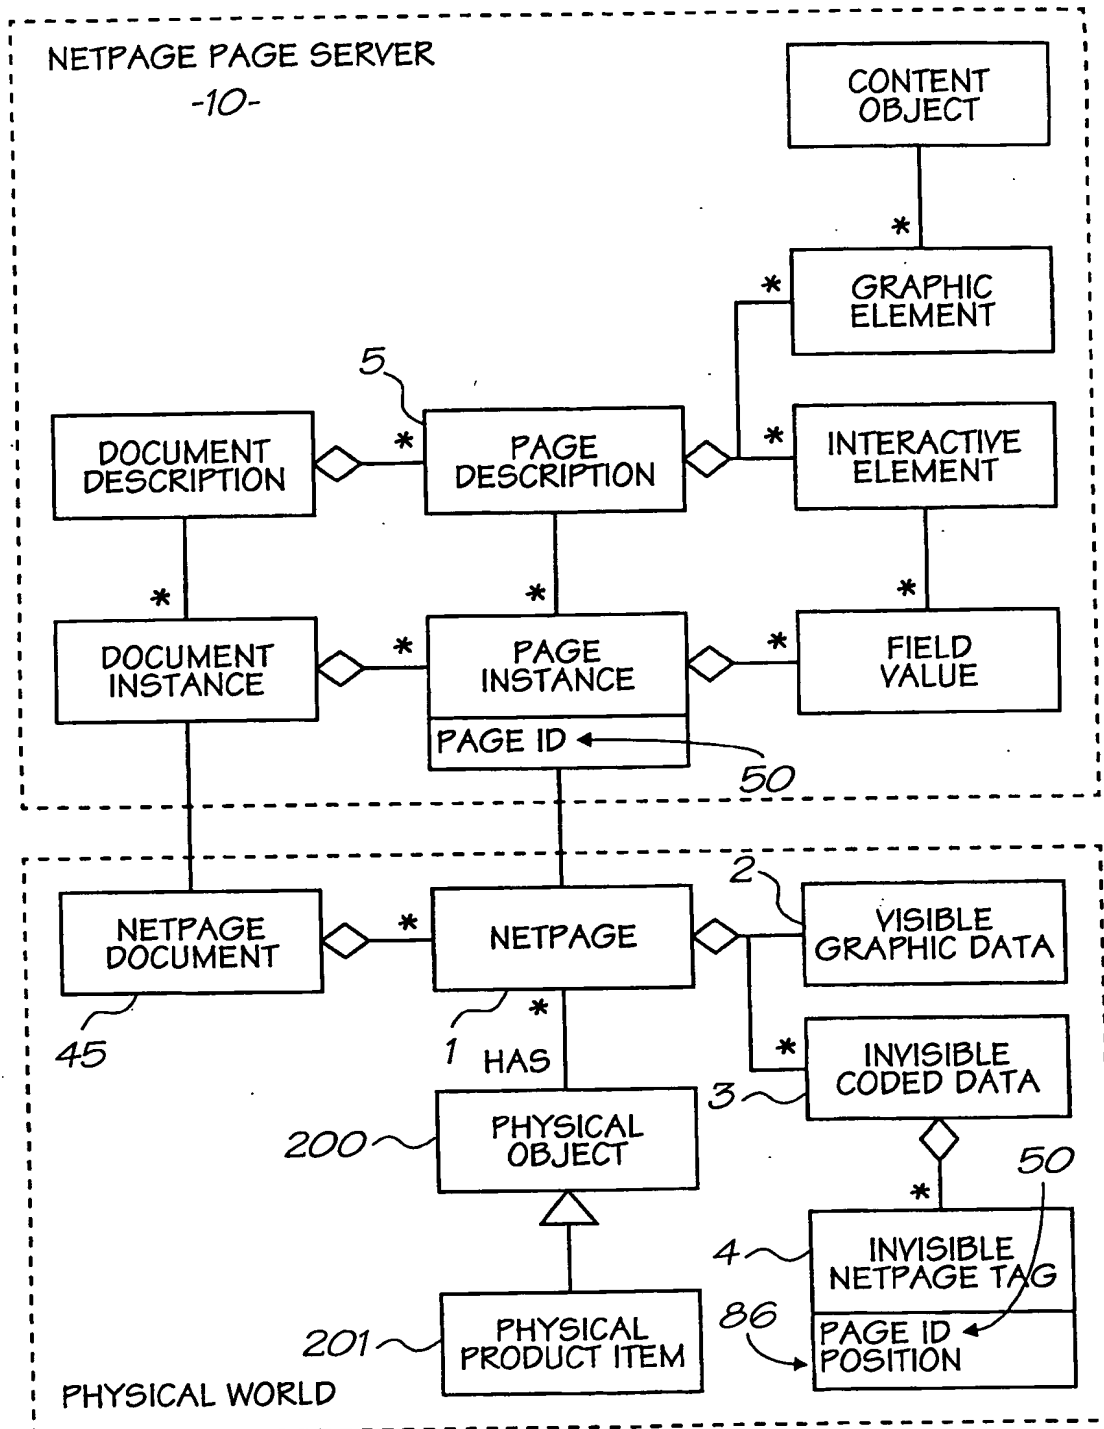 NETPAGE PAGE SERVER
-10-
CONTENT
OBJECT
*
GRAPHIC
ELEMENT
*
5
DOCUMENT
DESCRIPTION
*
PAGE
DESCRIPTION
*
INTERACTIVE
ELEMENT
*
*
*
DOCUMENT
INSTANCE
*
PAGE
INSTANCE
*
FIELD
VALUE
PAGE ID
50
NETPAGE
DOCUMENT
45
*
NETPAGE
1
2
VISIBLE
GRAPHIC DATA
*
HAS
*
INVISIBLE
CODED DATA
3
200
PHYSICAL
OBJECT
50
*
4
INVISIBLE
NETPAGE TAG
86
PAGE ID
POSITION
201
PHYSICAL
PRODUCT ITEM
PHYSICAL WORLD